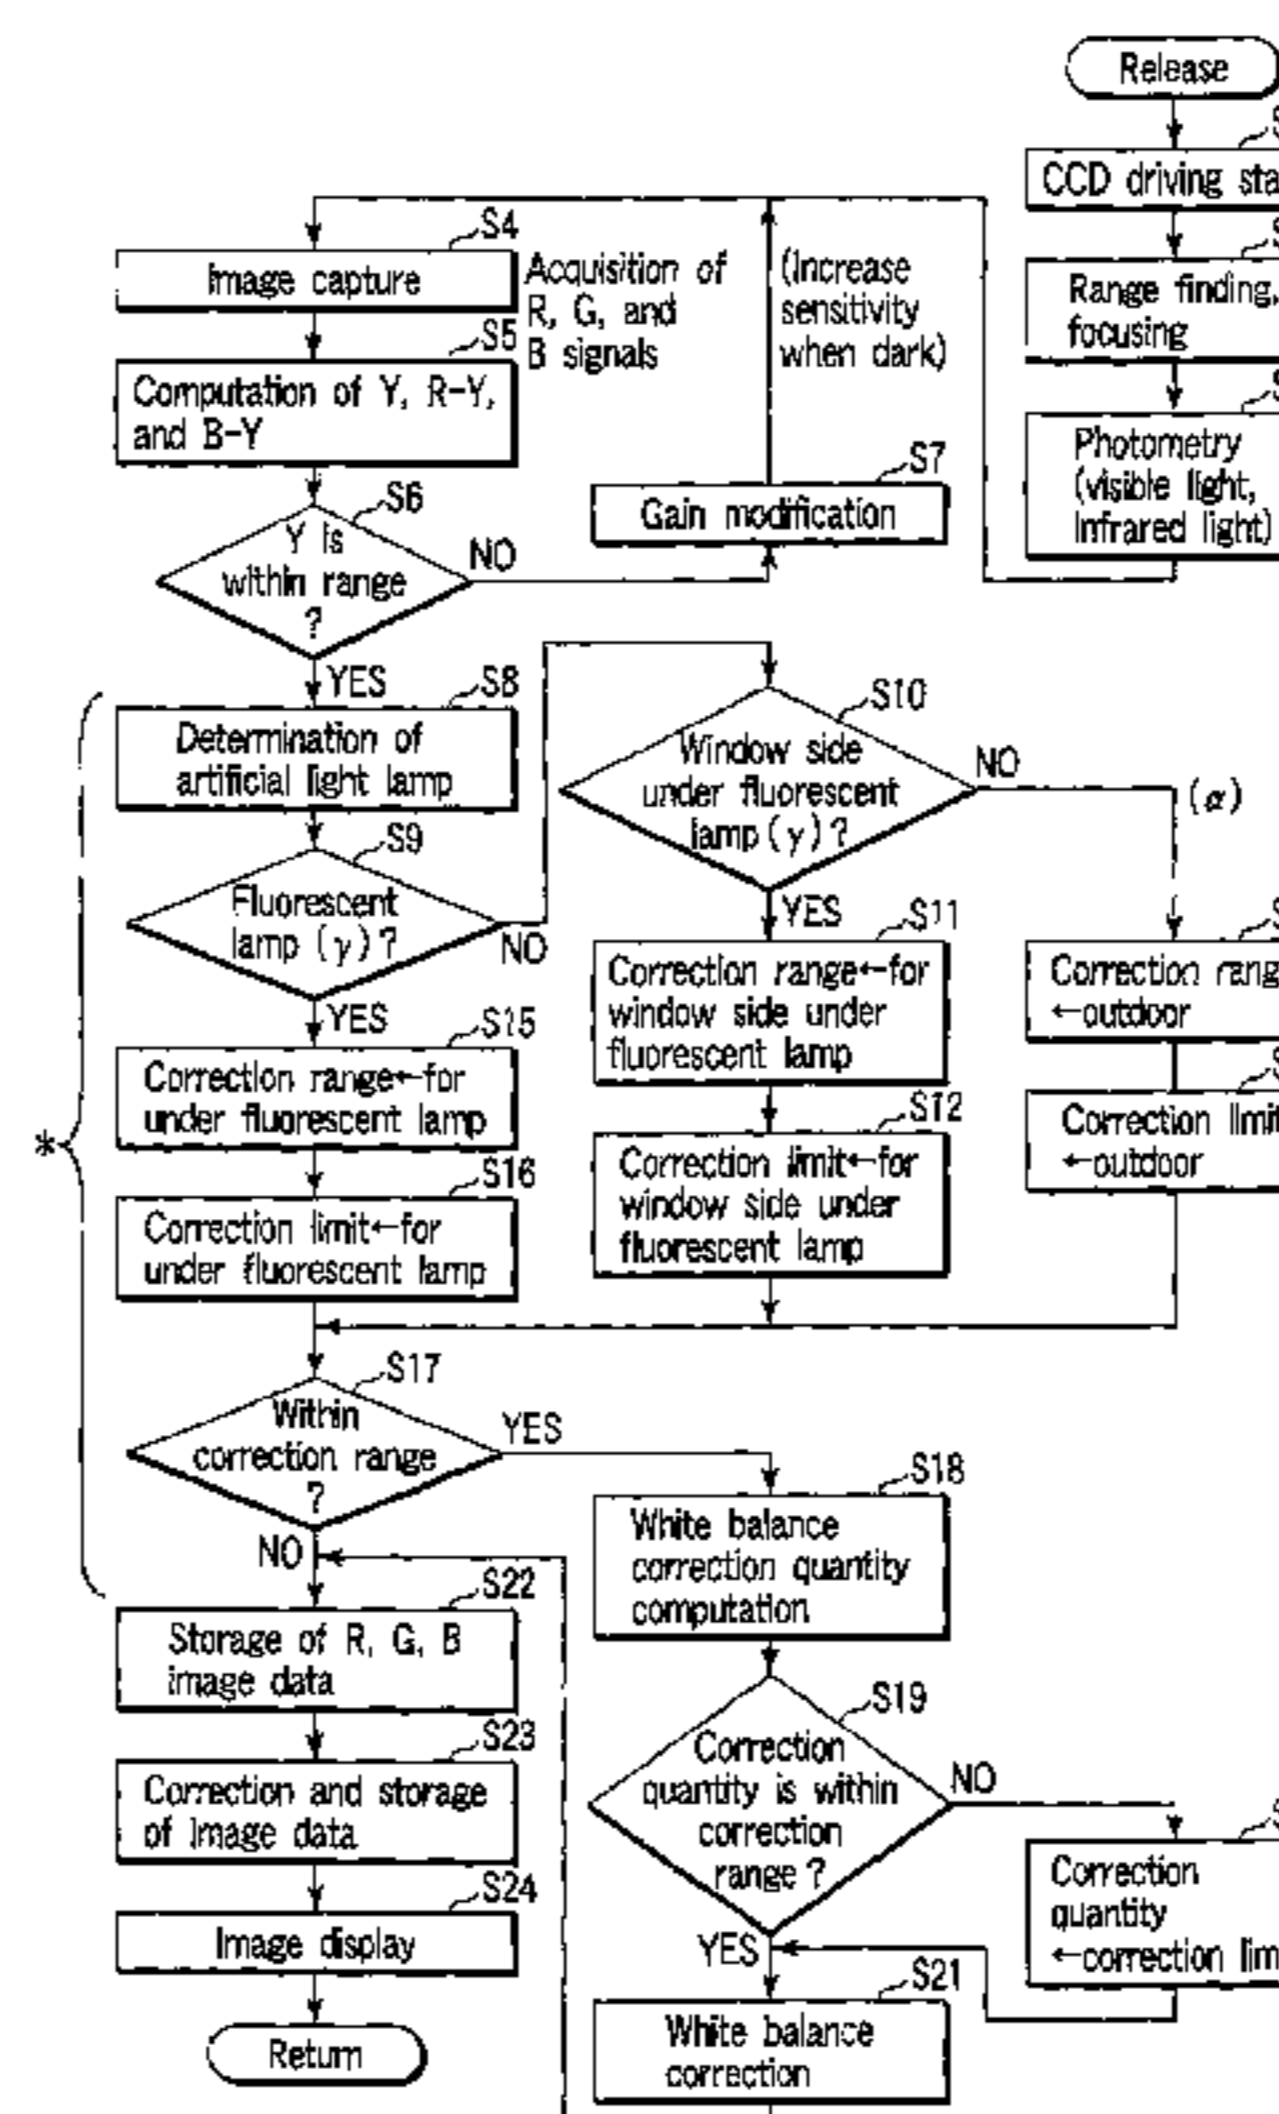 Release
S
CCD driving sta
S
Range finding,
focusing
S
Photometry
(visible light,
infrared light)
S4
Image capture
Acquisition of
R, G, and
B signals
S5
Computation of Y, R-Y,
and B-Y
S6
Y is
within range
?
NO
YES
S7
Gain modification
(Increase
sensitivity
when dark)
*
S8
Determination of
artificial light lamp
S9
Fluorescent
lamp (γ)?
NO
YES
S10
Window side
under fluorescent
lamp (γ)?
NO
(α)
YES
S11
Correction range←for
window side under
fluorescent lamp
S12
Correction limit←for
window side under
fluorescent lamp
S
Correction rang
←outdoor
S
Correction limit
←outdoor
S15
Correction range←for
under fluorescent lamp
S16
Correction limit←for
under fluorescent lamp
S17
Within
correction range
?
YES
NO
S18
White balance
correction quantity
computation
S19
Correction
quantity is within
correction
range?
NO
YES
S
Correction
quantity
←correction lim
S21
White balance
correction
S22
Storage of R, G, B
image data
S23
Correction and storage
of image data
S24
Image display
Return